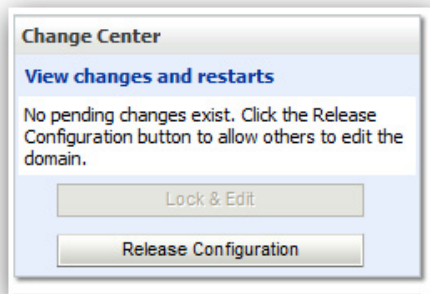 Change Center
View changes and restarts
No pending changes exist. Click the Release
Configuration button to allow others to edit the
domain.
Lock & Edit
Release Configuration